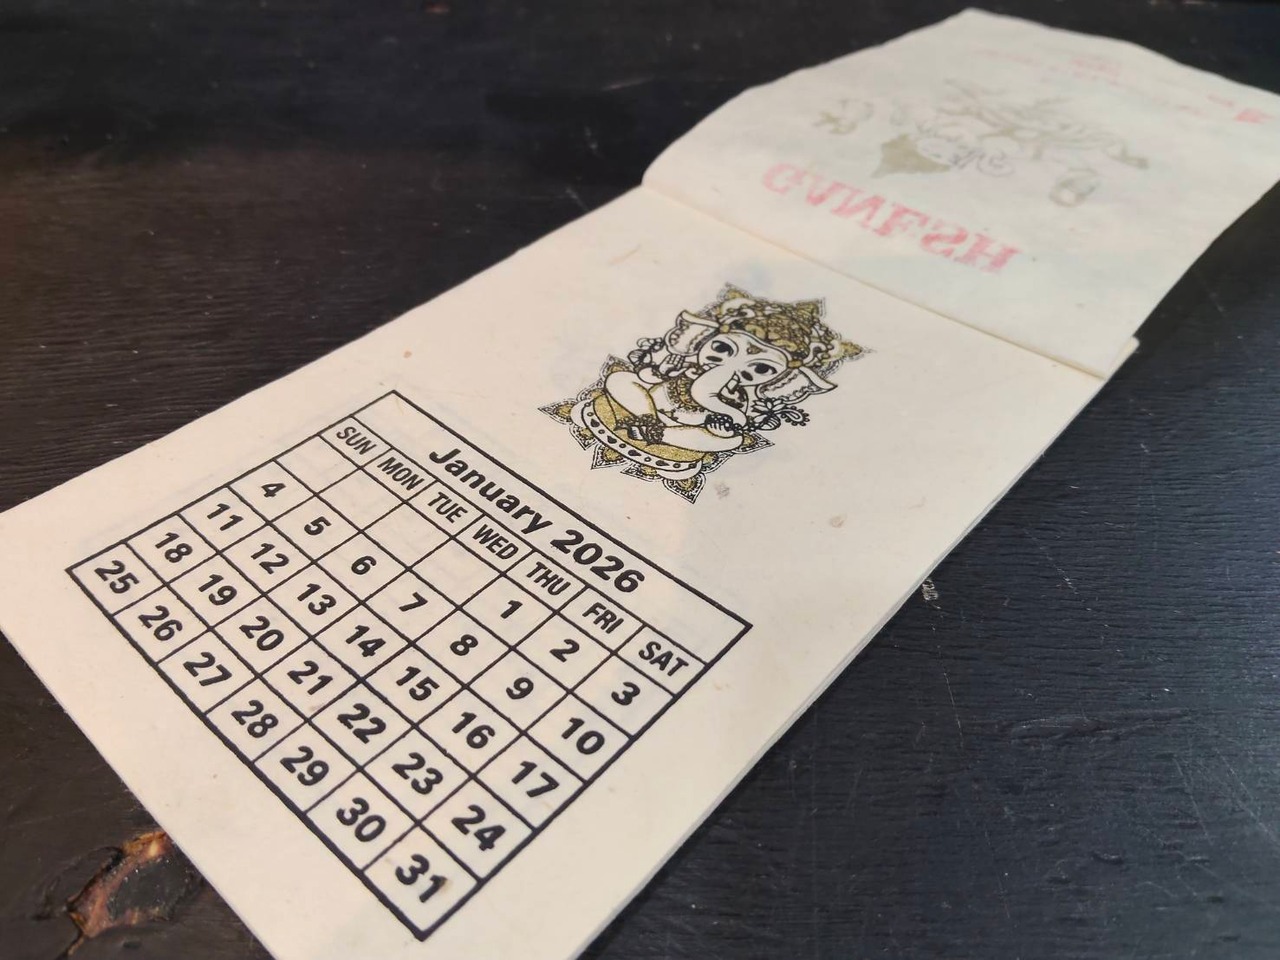 GANESH
January 2026
SUN MON TUE WED THU FRI SAT
1 2 3
4 5 6 7 8 9 10
11 12 13 14 15 16 17
18 19 20 21 22 23 24
25 26 27 28 29 30 31